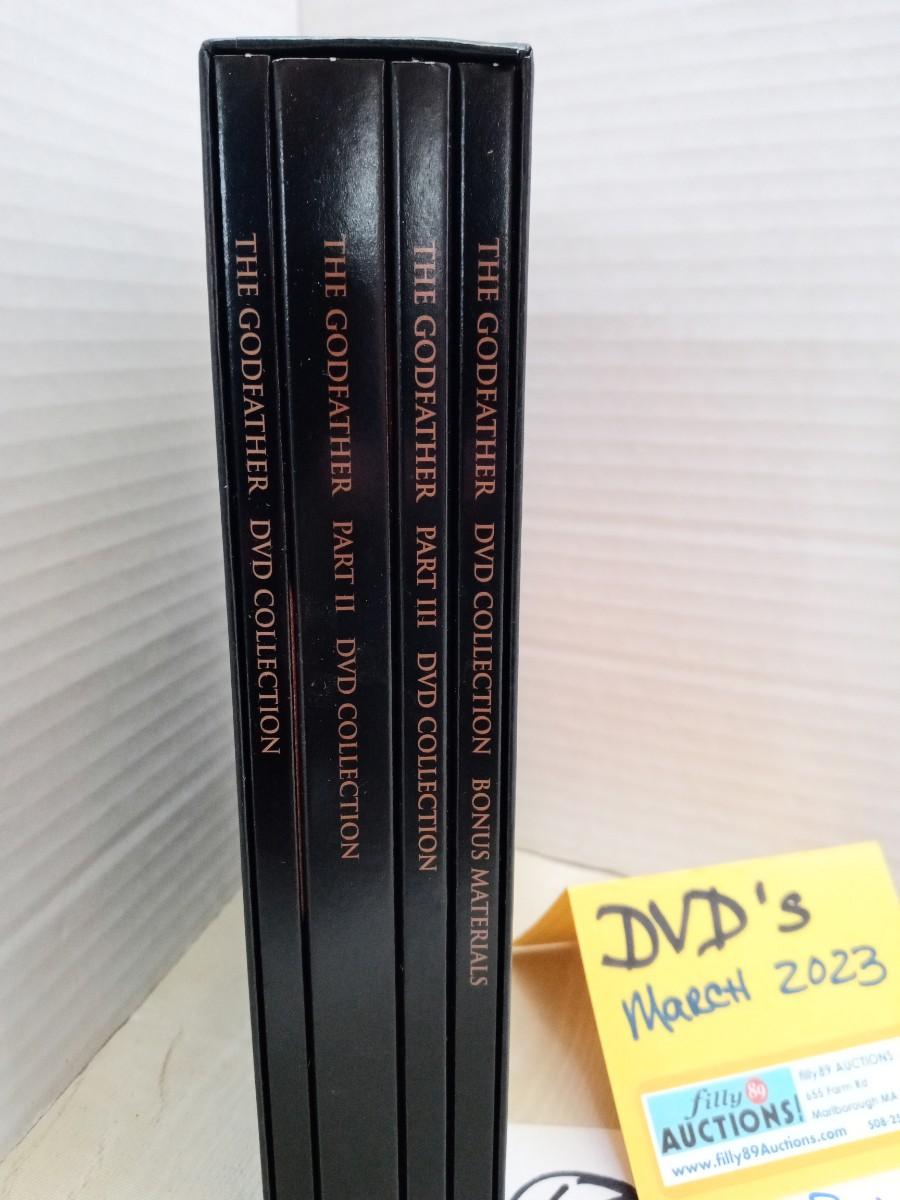 THE GODFATHER DVD COLLECTION
THE GODFATHER PART II DVD COLLECTION
THE GODFATHER PART III DVD COLLECTION
THE GODFATHER DVD COLLECTION BONUS MATERIALS
DVD's
MARCH 2023
filly 89
AUCTIONS!
www.filly89Auctions.com
filly89 AUCTIONS
655 Farm Rd
Marlborough MA
508-25